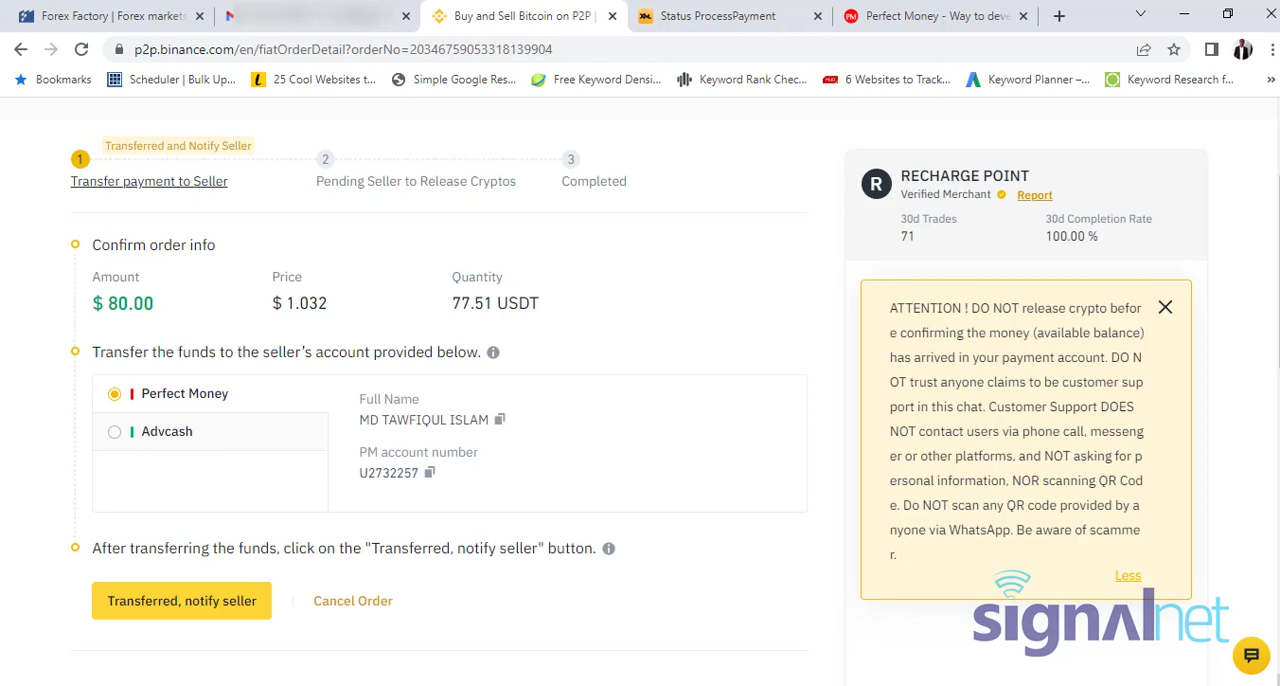 Forex Factory | Forex markets
Buy and Sell Bitcoin on P2P |
Status ProcessPayment
Perfect Money - Way to deve
p2p.binance.com/en/fiatOrderDetail?orderNo=20346759053318139904
Bookmarks
Scheduler | Bulk Up...
25 Cool Websites t...
Simple Google Res...
Free Keyword Densi...
Keyword Rank Chec...
6 Websites to Track...
Keyword Planner –...
Keyword Research f...
Transferred and Notify Seller
1
2
3
Transfer payment to Seller
Pending Seller to Release Cryptos
Completed
Confirm order info
Amount
Price
Quantity
$ 80.00
$ 1.032
77.51 USDT
Transfer the funds to the seller's account provided below.
Perfect Money
Advcash
Full Name
MD TAWFIQUL ISLAM
PM account number
U2732257
After transferring the funds, click on the "Transferred, notify seller" button.
Transferred, notify seller
Cancel Order
R
RECHARGE POINT
Verified Merchant
Report
30d Trades
30d Completion Rate
71
100.00 %
ATTENTION ! DO NOT release crypto befor
e confirming the money (available balance)
has arrived in your payment account. DO N
OT trust anyone claims to be customer sup
port in this chat. Customer Support DOES
NOT contact users via phone call, messeng
er or other platforms, and NOT asking for p
ersonal information, NOR scanning QR Cod
e. Do NOT scan any QR code provided by a
nyone via WhatsApp. Be aware of scamme
r.
Less
signalnet